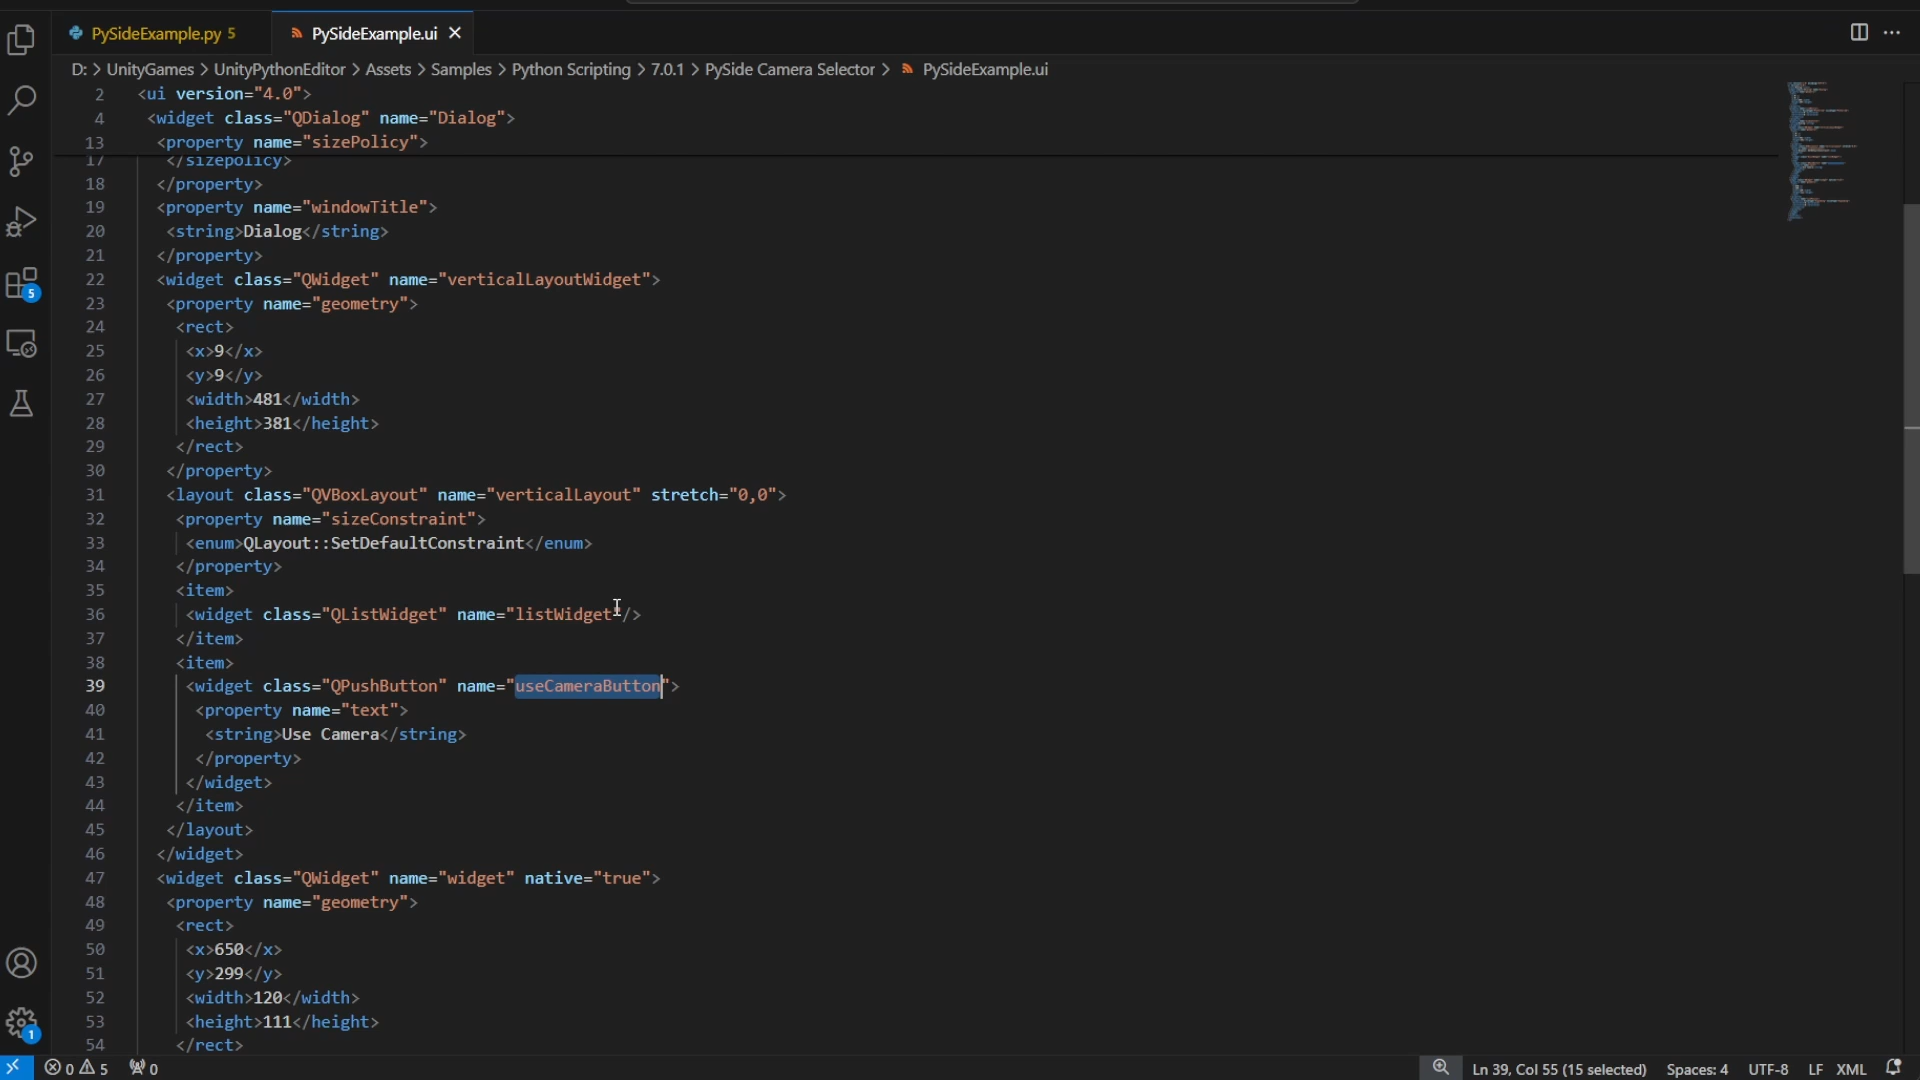 PySideExample.py 5
PySideExample.ui
D: > UnityGames > UnityPythonEditor > Assets > Samples > Python Scripting > 7.0.1 > PySide Camera Selector > PySideExample.ui
2 <ui version="4.0">
4 <widget class="QDialog" name="Dialog">
13 <property name="sizePolicy">
17 </sizepolicy>
18 </property>
19 <property name="windowTitle">
20 <string>Dialog</string>
21 </property>
22 <widget class="QWidget" name="verticalLayoutWidget">
23 <property name="geometry">
24 <rect>
25 <x>9</x>
26 <y>9</y>
27 <width>481</width>
28 <height>381</height>
29 </rect>
30 </property>
31 <layout class="QVBoxLayout" name="verticalLayout" stretch="0,0">
32 <property name="sizeConstraint">
33 <enum>QLayout::SetDefaultConstraint</enum>
34 </property>
35 <item>
36 <widget class="QListWidget" name="listWidget"/>
37 </item>
38 <item>
39 <widget class="QPushButton" name="useCameraButton">
40 <property name="text">
41 <string>Use Camera</string>
42 </property>
43 </widget>
44 </item>
45 </layout>
46 </widget>
47 <widget class="QWidget" name="widget" native="true">
48 <property name="geometry">
49 <rect>
50 <x>650</x>
51 <y>299</y>
52 <width>120</width>
53 <height>111</height>
54 </rect>
5
1
0 5 0
Ln 39, Col 55 (15 selected) Spaces: 4 UTF-8 LF XML